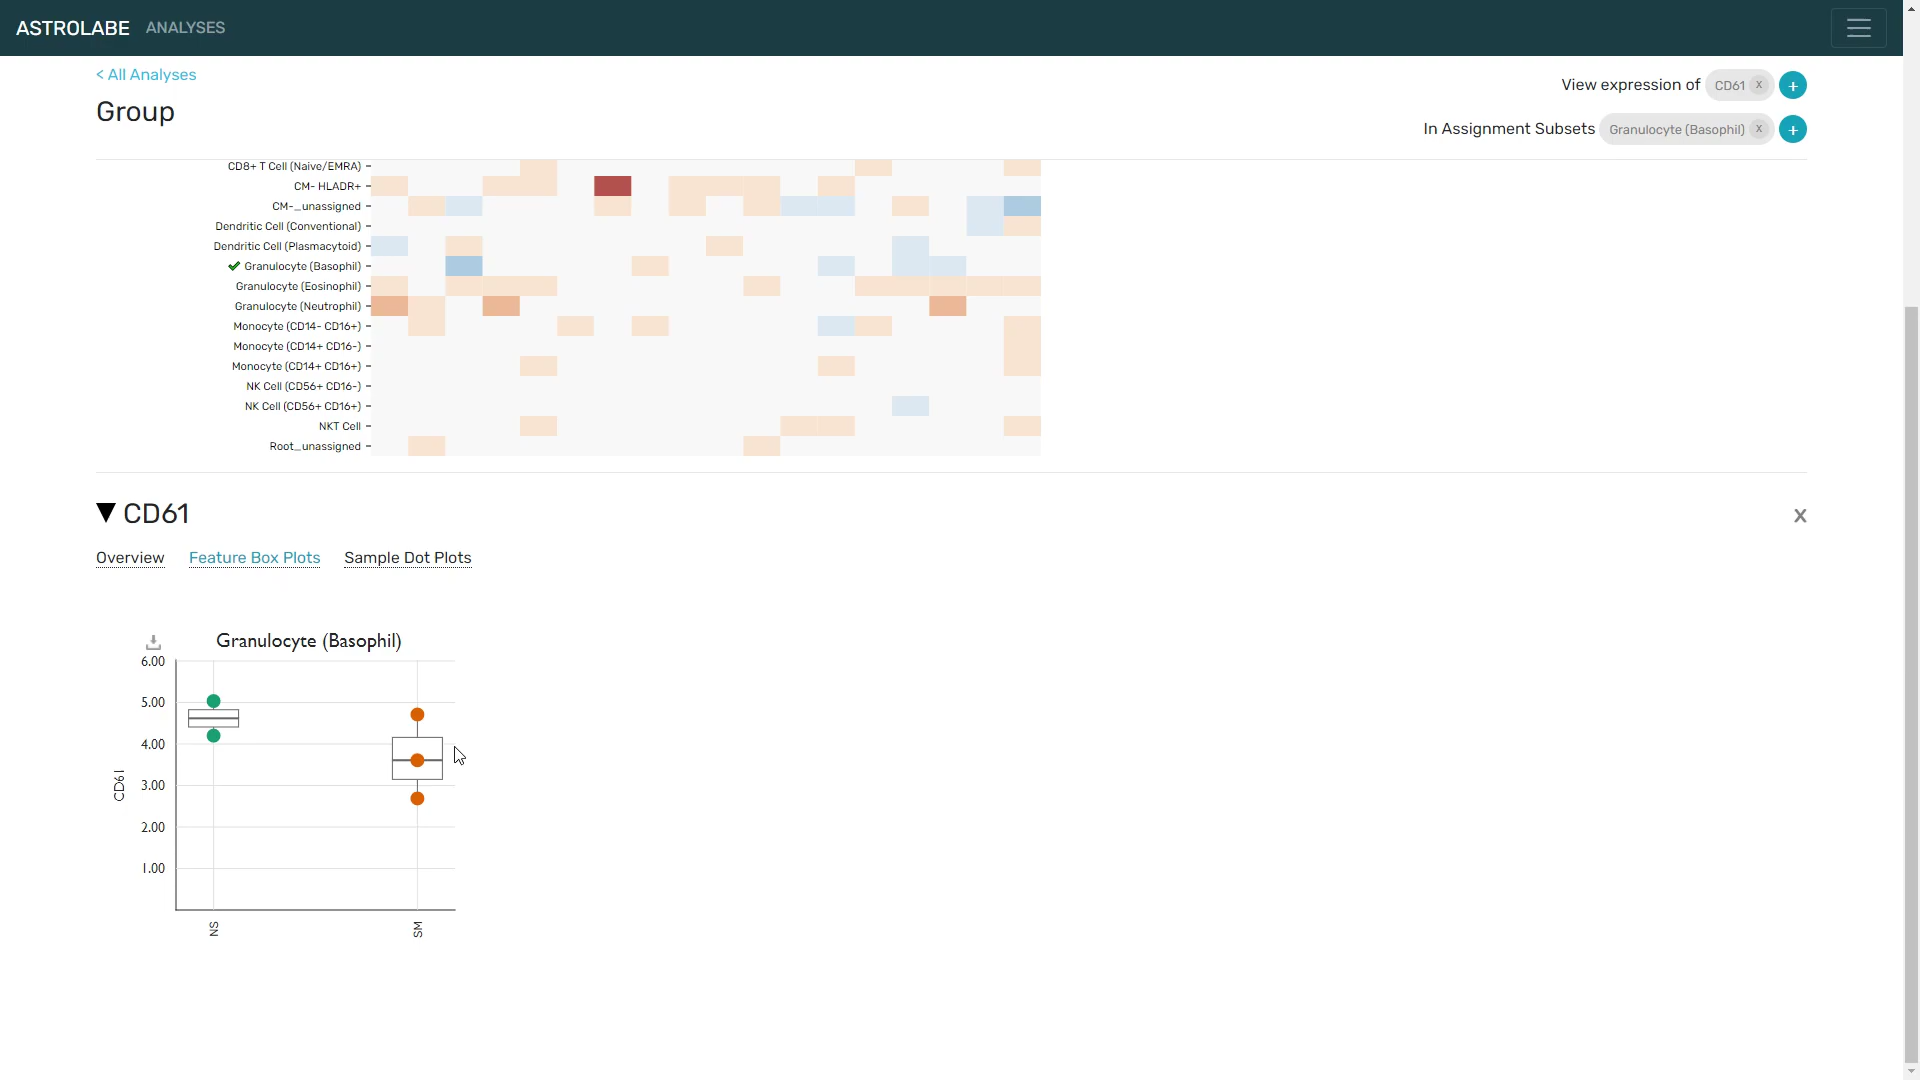 ASTROLABE ANALYSES
< All Analyses
Group
View expression of CD61 x +
In Assignment Subsets Granulocyte (Basophil) x +
CD8+ T Cell (Naive/EMRA)
CM- HLADR+
CM-_unassigned
Dendritic Cell (Conventional)
Dendritic Cell (Plasmacytoid)
Granulocyte (Basophil)
Granulocyte (Eosinophil)
Granulocyte (Neutrophil)
Monocyte (CD14- CD16+)
Monocyte (CD14+ CD16-)
Monocyte (CD14+ CD16+)
NK Cell (CD56+ CD16-)
NK Cell (CD56+ CD16+)
NKT Cell
Root_unassigned
▼ CD61 x
Overview Feature Box Plots Sample Dot Plots
Granulocyte (Basophil)
6.00
5.00
4.00
3.00
2.00
1.00
CD61
NS SM